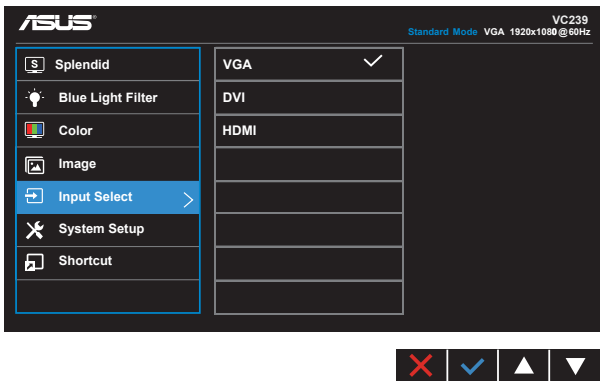 ASUS
VC239
Standard Mode VGA 1920x1080@60Hz
S Splendid
Blue Light Filter
Color
Image
Input Select
System Setup
Shortcut
VGA
DVI
HDMI